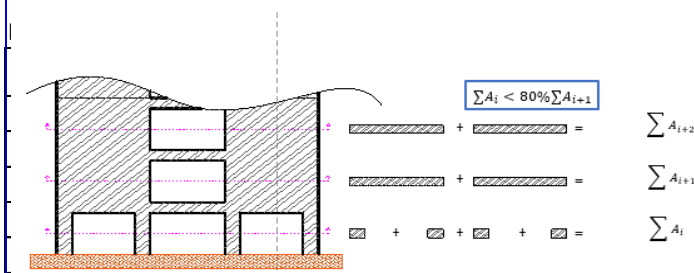 ∑A_i < 80%∑A_{i+1}
+ = ∑ A_{i+2}
+ = ∑ A_{i+1}
+ + + = ∑ A_i